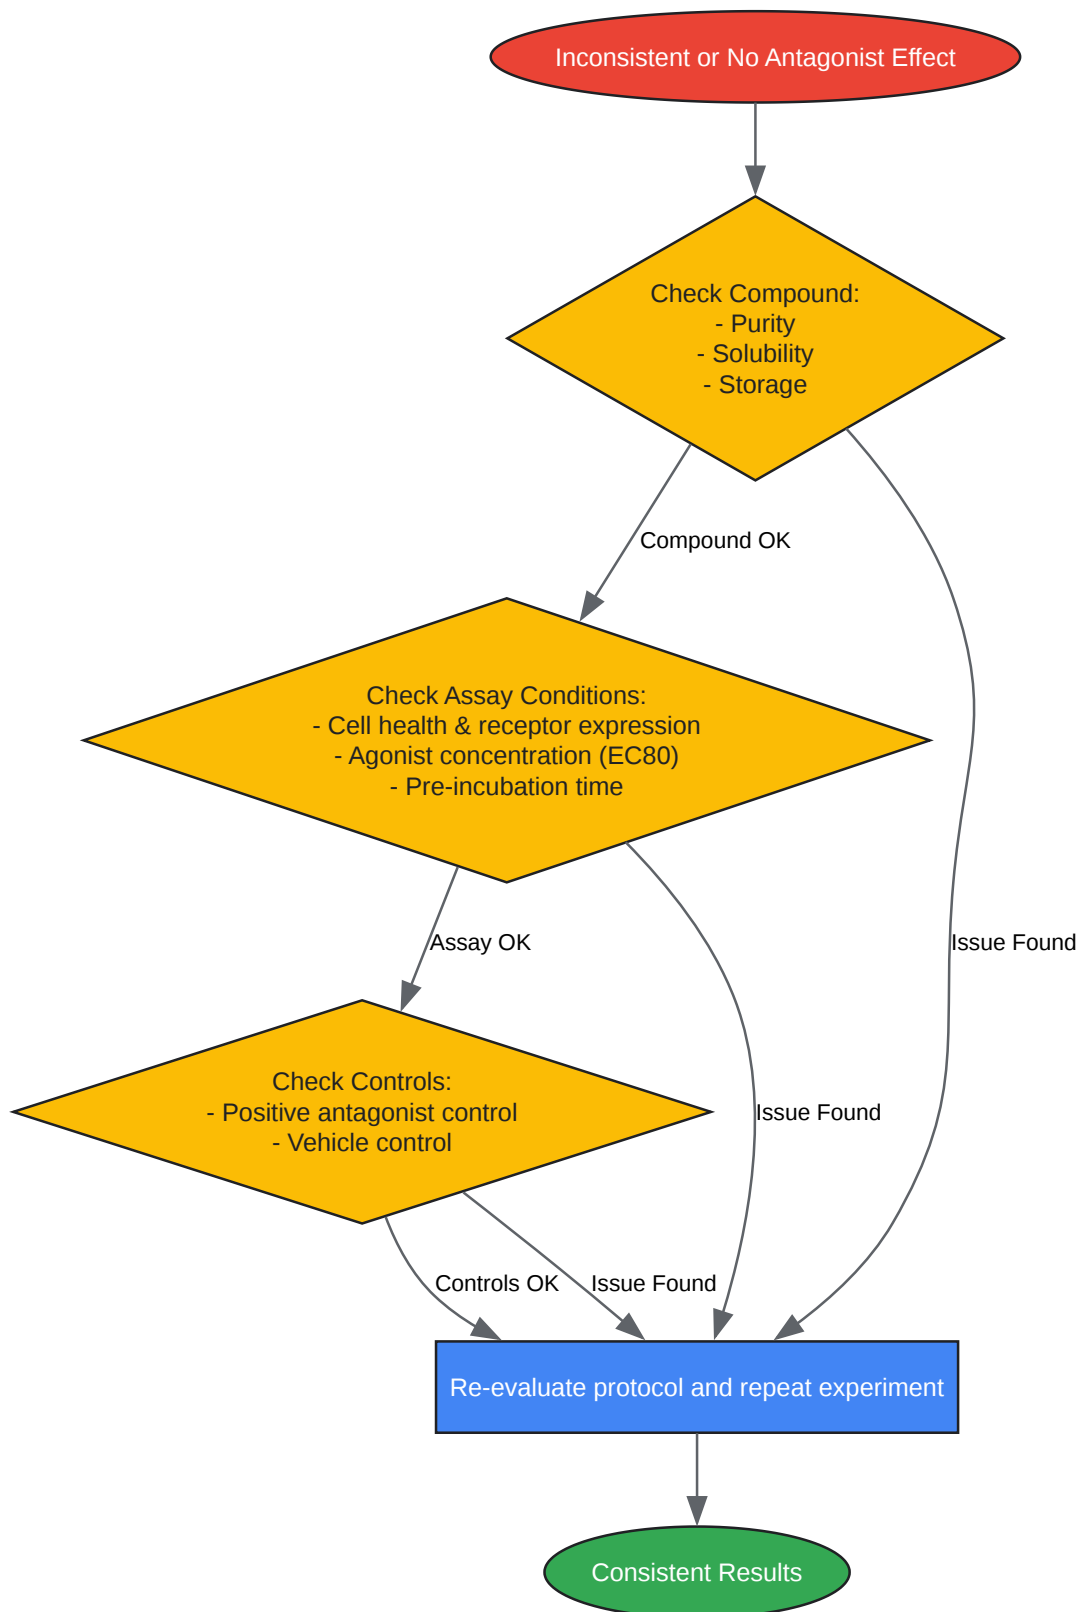 Inconsistent or No Antagonist Effect
Check Compound:
- Purity
- Solubility
- Storage
Compound OK
Check Assay Conditions:
- Cell health & receptor expression
- Agonist concentration (EC80)
- Pre-incubation time
Assay OK
Issue Found
Check Controls:
- Positive antagonist control
- Vehicle control
Issue Found
Controls OK
Issue Found
Re-evaluate protocol and repeat experiment
Consistent Results